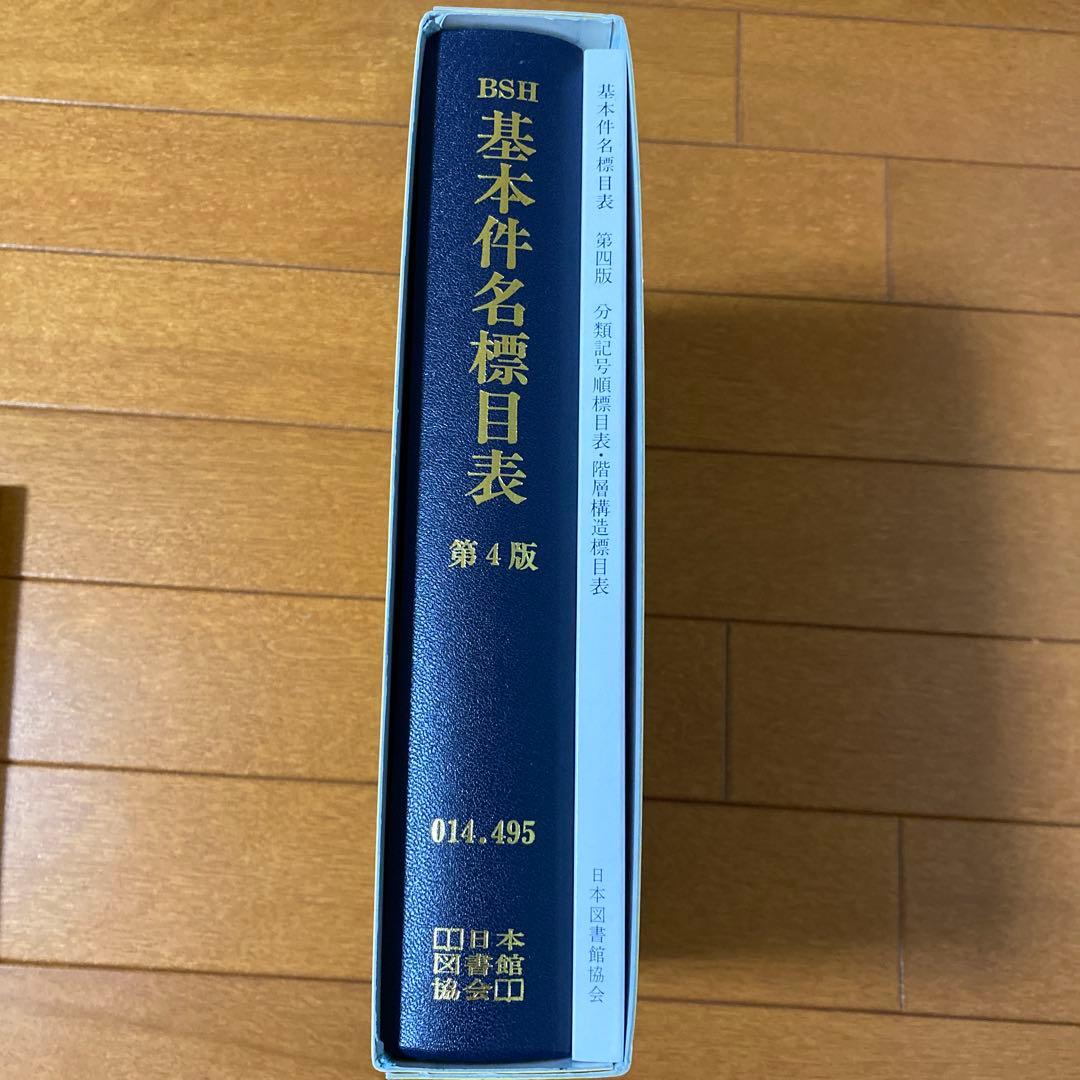 BSH
基本件名標目表
第4版
014.495
日本
図書館
協会
基本件名標目表 第四版 分類記号順標目表・階層構造標目表
日本図書館協会